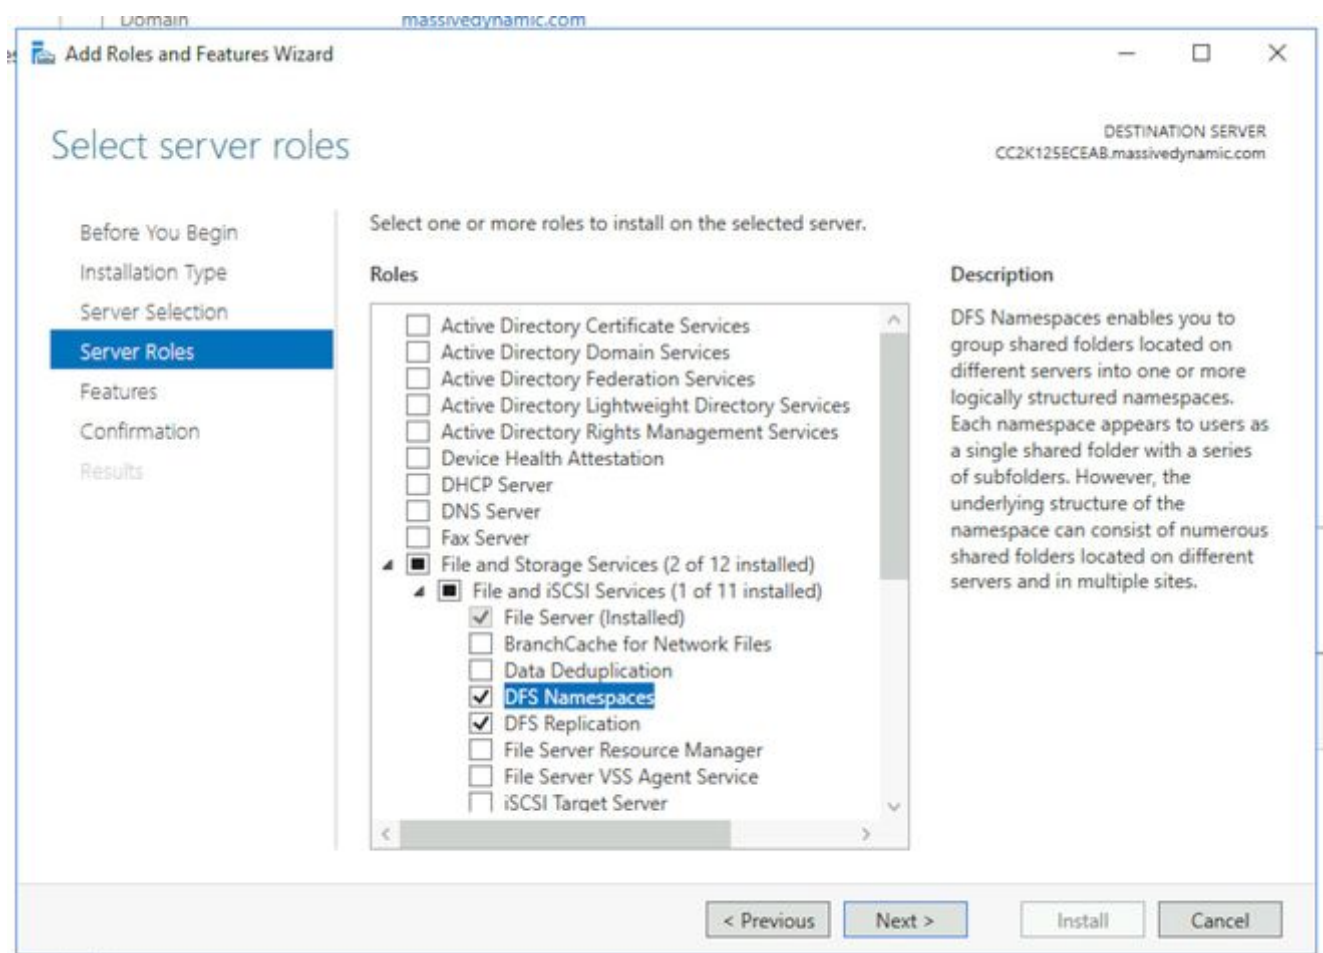 Domain massivedynamic.com
Add Roles and Features Wizard
Select server roles
DESTINATION SERVER
CC2K125ECEAB.massivedynamic.com
Before You Begin
Installation Type
Server Selection
Server Roles
Features
Confirmation
Results
Select one or more roles to install on the selected server.
Roles
Active Directory Certificate Services
Active Directory Domain Services
Active Directory Federation Services
Active Directory Lightweight Directory Services
Active Directory Rights Management Services
Device Health Attestation
DHCP Server
DNS Server
Fax Server
File and Storage Services (2 of 12 installed)
File and iSCSI Services (1 of 11 installed)
File Server (Installed)
BranchCache for Network Files
Data Deduplication
DFS Namespaces
DFS Replication
File Server Resource Manager
File Server VSS Agent Service
iSCSI Target Server
Description
DFS Namespaces enables you to
group shared folders located on
different servers into one or more
logically structured namespaces.
Each namespace appears to users as
a single shared folder with a series
of subfolders. However, the
underlying structure of the
namespace can consist of numerous
shared folders located on different
servers and in multiple sites.
< Previous
Next >
Install
Cancel